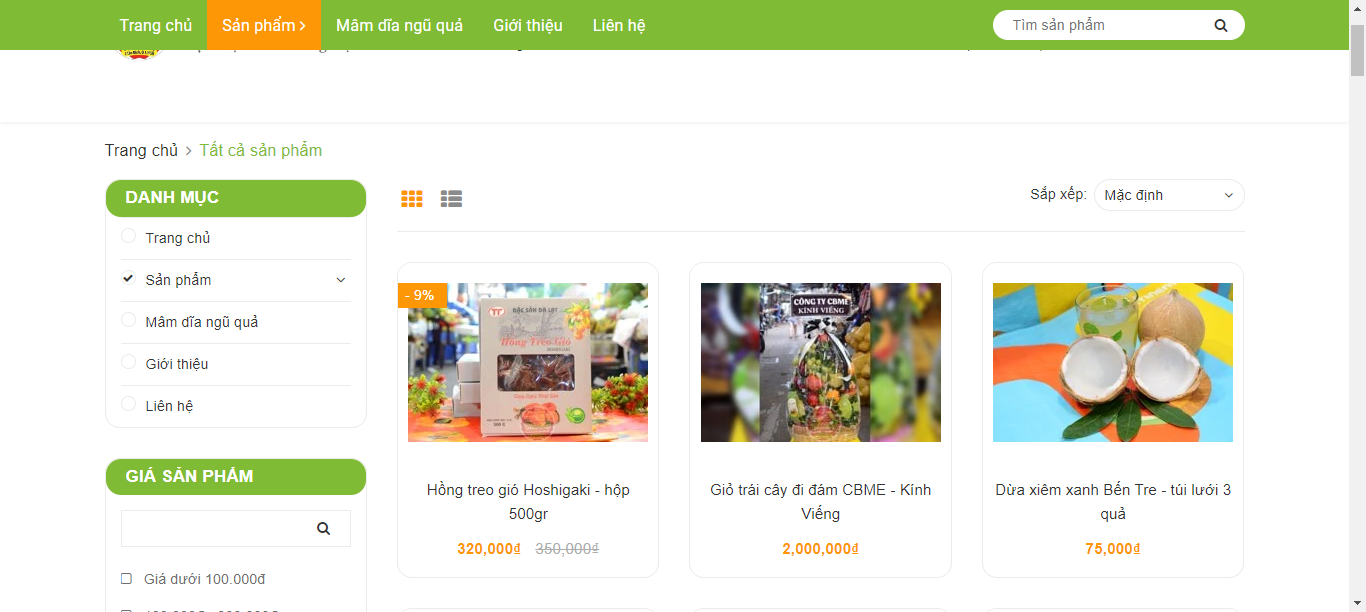 Trang chủ
Sản phẩm
Mâm dĩa ngũ quả
Giới thiệu
Liên hệ
Tìm sản phẩm
Trang chủ > Tất cả sản phẩm
DANH MỤC
Trang chủ
Sản phẩm
Mâm dĩa ngũ quả
Giới thiệu
Liên hệ
GIÁ SẢN PHẨM
Giá dưới 100.000đ
Sắp xếp:
Mặc định
- 9%
TT
ĐẶC SẢN ĐÀ LẠT
Hồng Treo Gió
HOSHIGAKI
Hồng treo gió Hoshigaki - hộp
500gr
320,000₫ 350,000₫
CÔNG TY CBME
KÍNH VIẾNG
Giỏ trái cây đi đám CBME - Kính
Viếng
2,000,000₫
Dừa xiêm xanh Bến Tre - túi lưới 3
quả
75,000₫